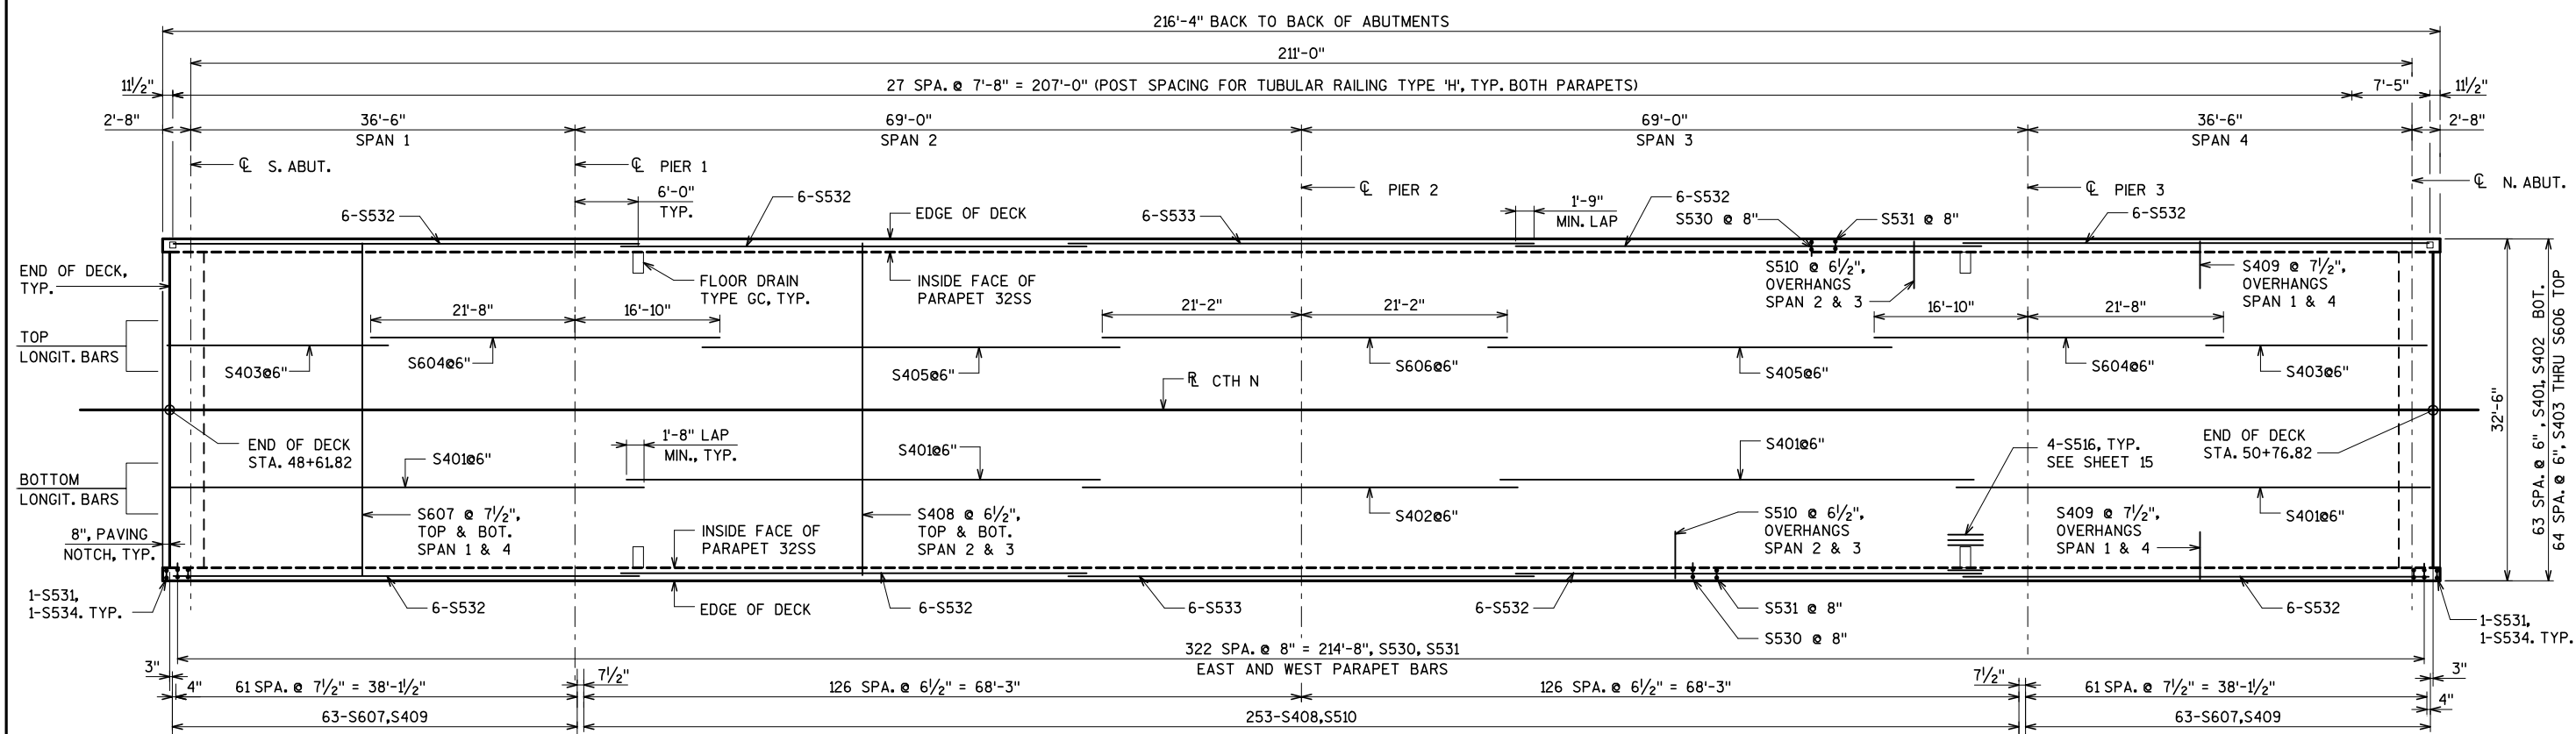 216'-4" BACK TO BACK OF ABUTMENTS
211'-0"
11½"
27 SPA. @ 7'-8" = 207'-0" (POST SPACING FOR TUBULAR RAILING TYPE 'H', TYP. BOTH PARAPETS)
7'-5"
11½"
2'-8"
36'-6"
SPAN 1
69'-0"
SPAN 2
69'-0"
SPAN 3
36'-6"
SPAN 4
2'-8"
℄ S. ABUT.
℄ PIER 1
℄ PIER 2
℄ PIER 3
℄ N. ABUT.
6'-0"
TYP.
6-S532
6-S532
EDGE OF DECK
6-S533
1'-9"
MIN. LAP
6-S532
S530 @ 8"
S531 @ 8"
6-S532
END OF DECK,
TYP.
FLOOR DRAIN
TYPE GC, TYP.
INSIDE FACE OF
PARAPET 32SS
S510 @ 6½",
OVERHANGS
SPAN 2 & 3
S409 @ 7½",
OVERHANGS
SPAN 1 & 4
TOP
LONGIT. BARS
21'-8"
16'-10"
21'-2"
21'-2"
16'-10"
21'-8"
S403@6"
S604@6"
S405@6"
S606@6"
S405@6"
S604@6"
S403@6"
℄ CTH N
END OF DECK
STA. 48+61.82
1'-8" LAP
MIN., TYP.
S401@6"
S401@6"
S401@6"
4-S516, TYP.
SEE SHEET 15
END OF DECK
STA. 50+76.82
32'-6"
63 SPA. @ 6", S401, S402 BOT.
64 SPA. @ 6", S403 THRU S606 TOP
BOTTOM
LONGIT. BARS
S402@6"
S401@6"
8", PAVING
NOTCH, TYP.
S607 @ 7½",
TOP & BOT.
SPAN 1 & 4
INSIDE FACE OF
PARAPET 32SS
S408 @ 6½",
TOP & BOT.
SPAN 2 & 3
S510 @ 6½",
OVERHANGS
SPAN 2 & 3
S409 @ 7½",
OVERHANGS
SPAN 1 & 4
1-S531,
1-S534. TYP.
6-S532
EDGE OF DECK
6-S532
6-S533
6-S532
S531 @ 8"
S530 @ 8"
6-S532
1-S531,
1-S534. TYP.
322 SPA. @ 8" = 214'-8", S530, S531
EAST AND WEST PARAPET BARS
3"
4"
61 SPA. @ 7½" = 38'-1½"
7½"
126 SPA. @ 6½" = 68'-3"
126 SPA. @ 6½" = 68'-3"
7½"
61 SPA. @ 7½" = 38'-1½"
3"
4"
63-S607,S409
253-S408,S510
63-S607,S409